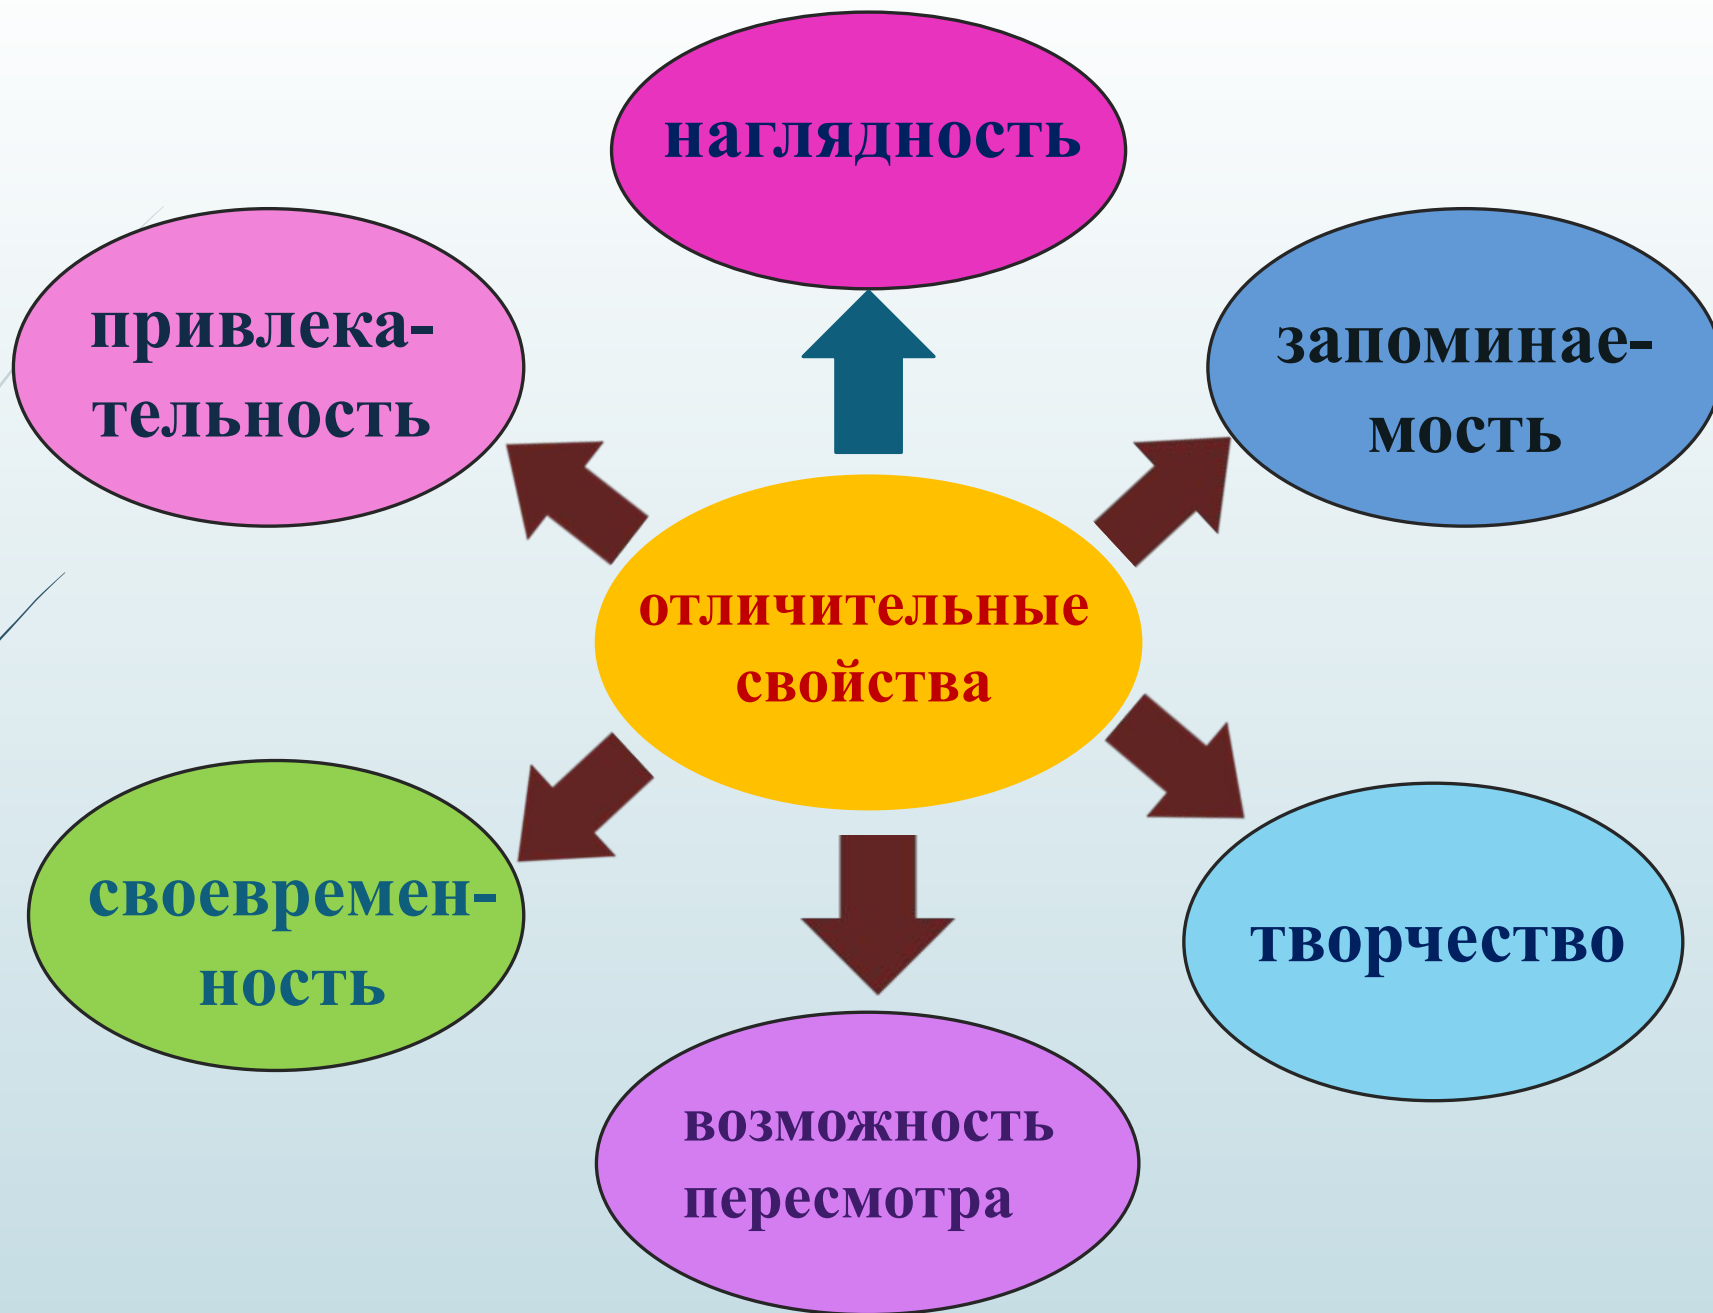 наглядность
привлека-
тельность
запоминае-
мость
отличительные
свойства
своевремен-
ность
творчество
возможность
пересмотра